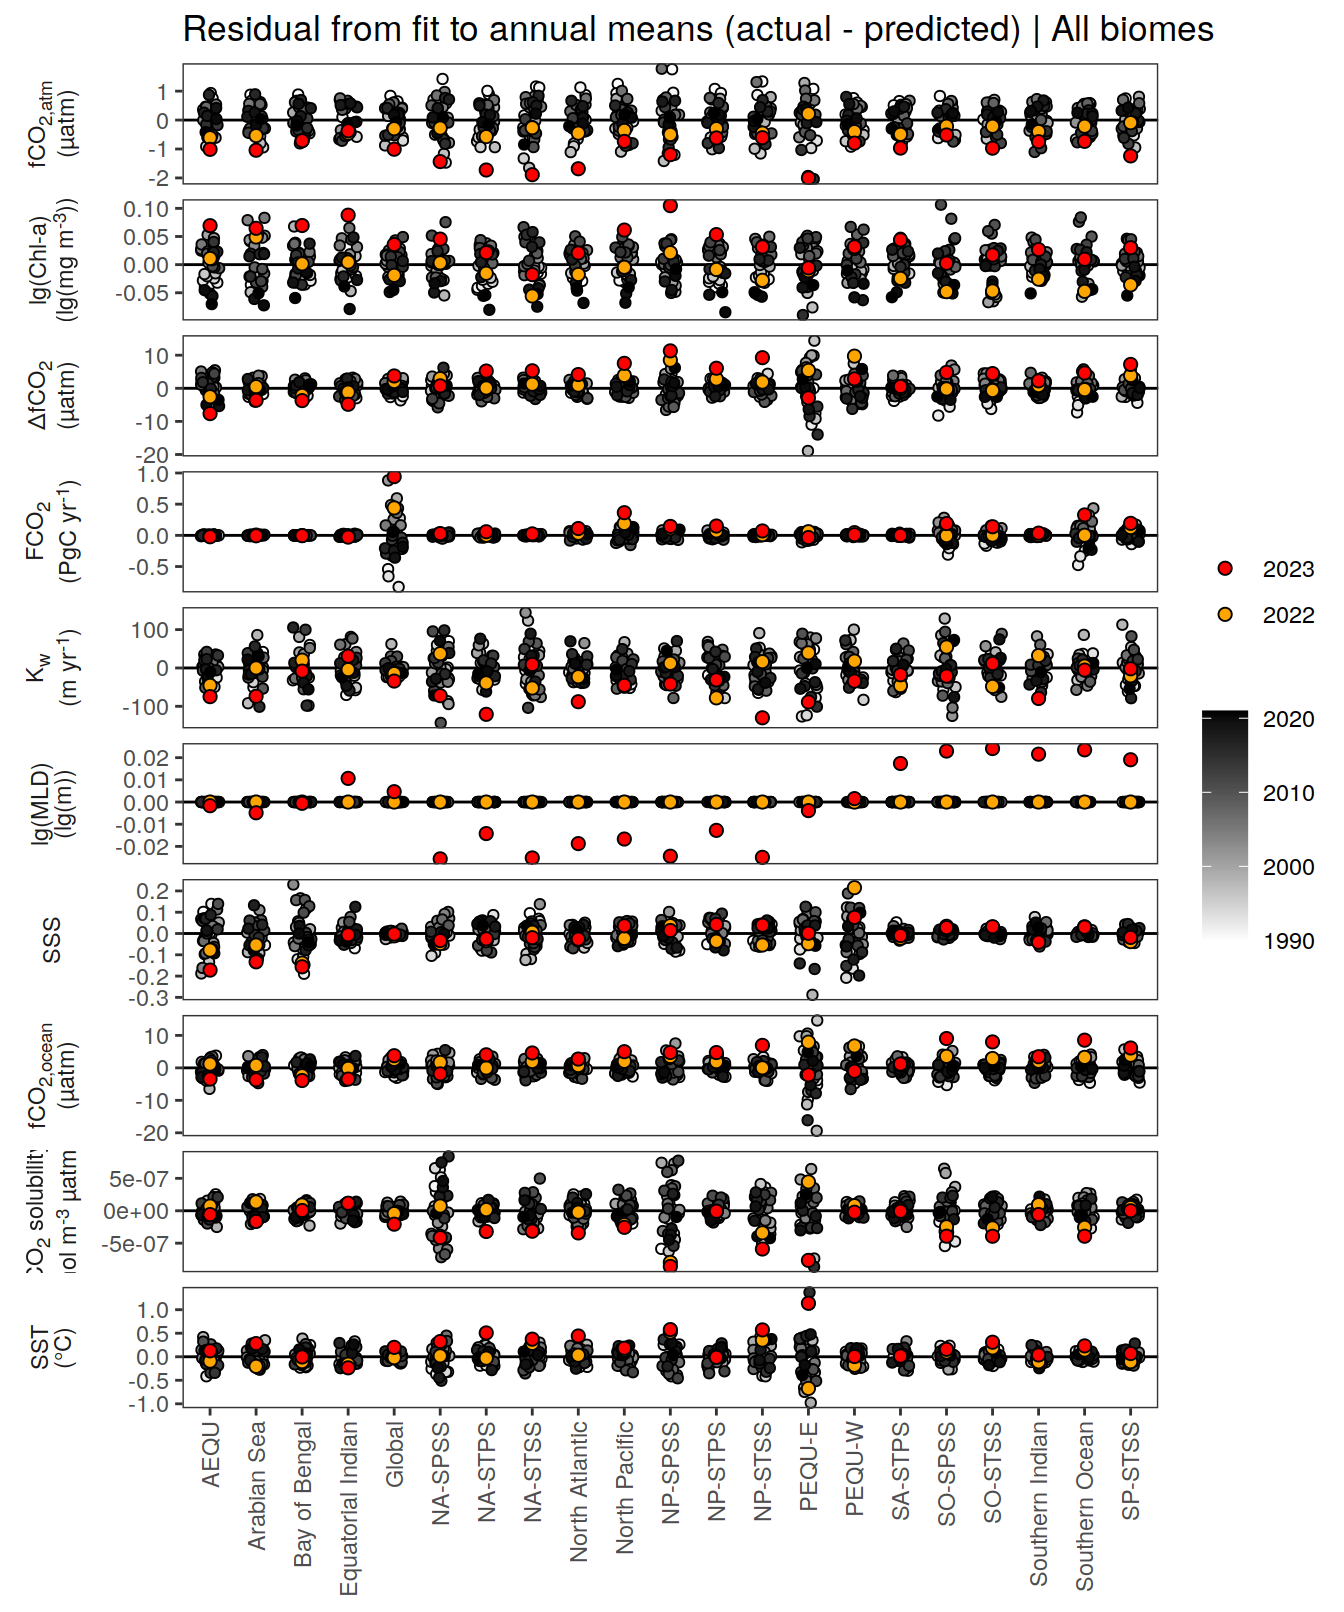 Residual from fit to annual means (actual - predicted) | All biomes
fCO2,atm
(µatm)
1
0
-1
-2
lg(Chl-a)
(lg(mg m-3))
0.10
0.05
0.00
-0.05
ΔfCO2
(µatm)
10
0
-10
-20
FCO2
(PgC yr-1)
1.0
0.5
0.0
-0.5
Kw
(m yr-1)
100
0
-100
lg(MLD)
(lg(m))
0.02
0.01
0.00
-0.01
-0.02
SSS
0.2
0.1
0.0
-0.1
-0.2
-0.3
fCO2,ocean
(µatm)
10
0
-10
-20
CO2 solubility
ol m-3 µatm
5e-07
0e+00
-5e-07
SST
(°C)
1.0
0.5
0.0
-0.5
-1.0
AEQU
Arabian Sea
Bay of Bengal
Equatorial Indian
Global
NA-SPSS
NA-STPS
NA-STSS
North Atlantic
North Pacific
NP-SPSS
NP-STPS
NP-STSS
PEQU-E
PEQU-W
SA-STPS
SO-SPSS
SO-STSS
Southern Indian
Southern Ocean
SP-STSS
2023
2022
2020
2010
2000
1990